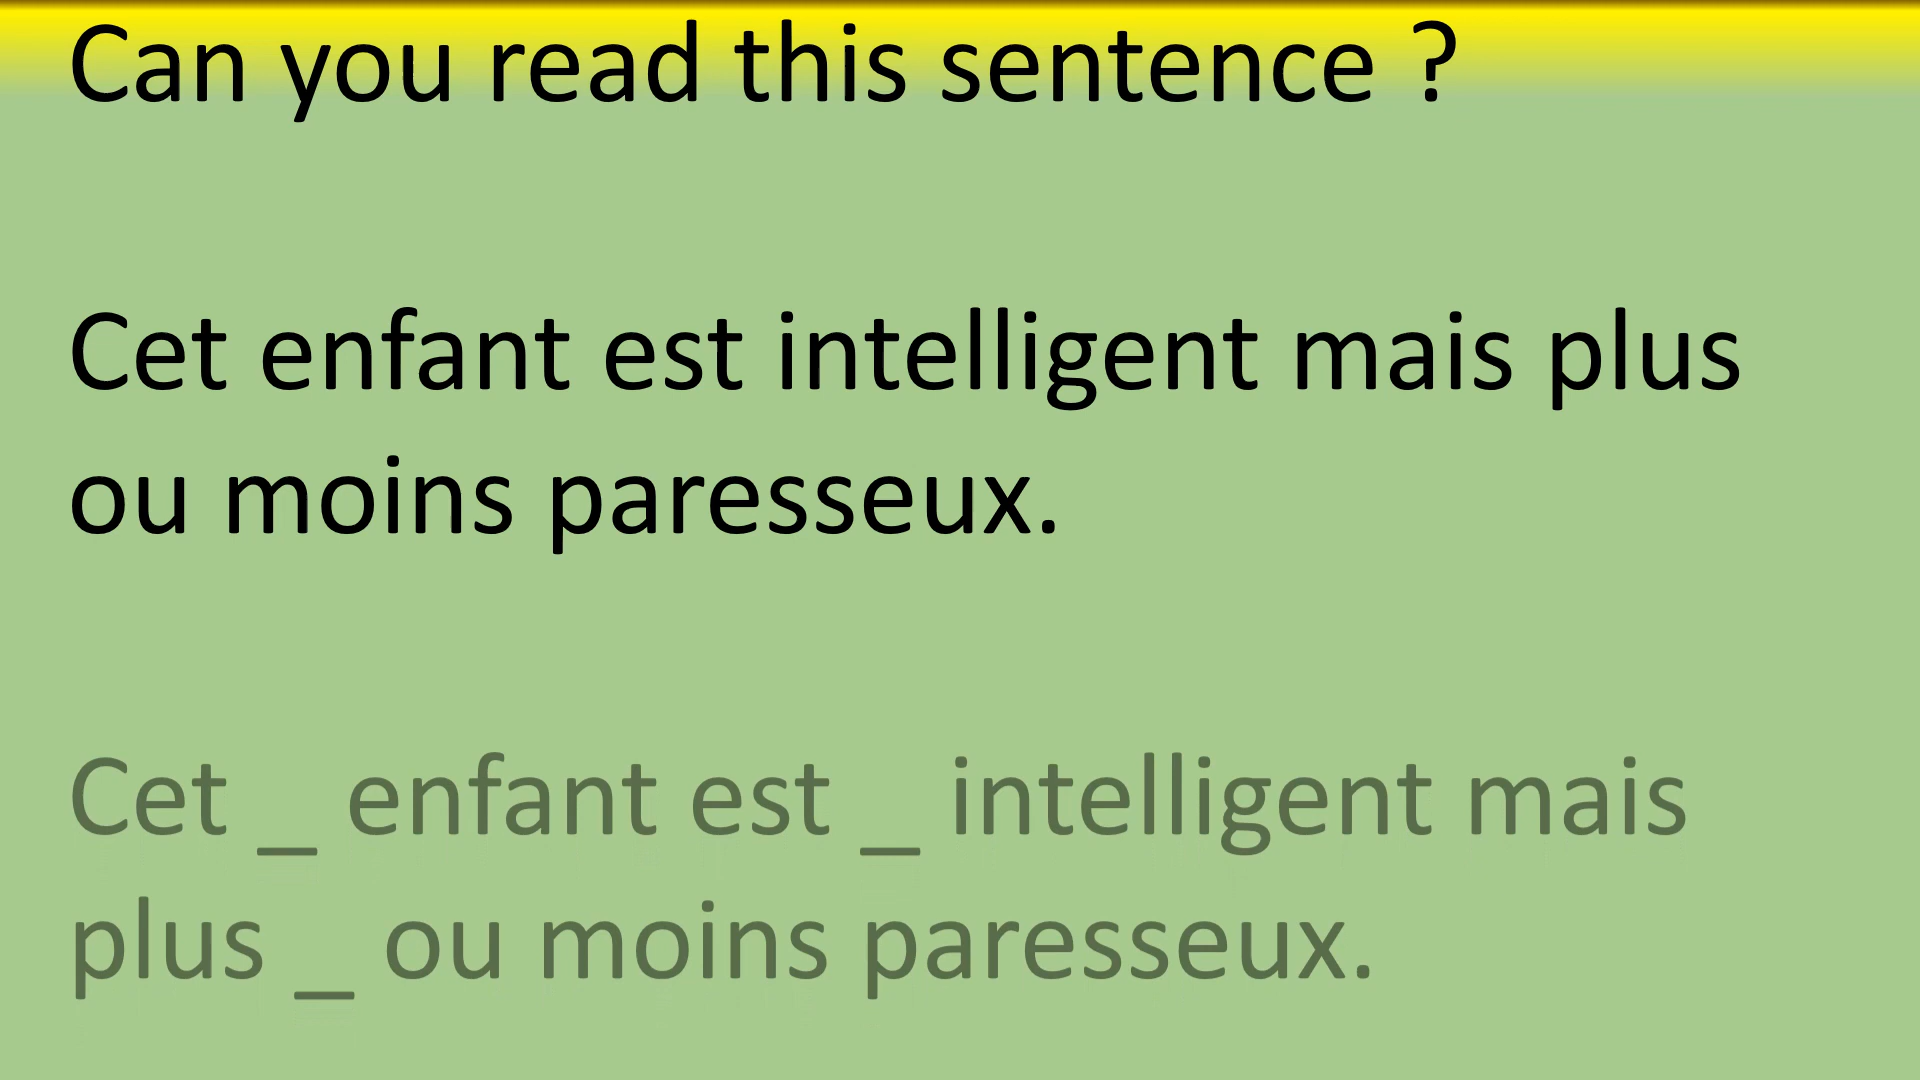 Can you read this sentence ?
Cet enfant est intelligent mais plus
ou moins paresseux.
Cet _ enfant est _ intelligent mais
plus _ ou moins paresseux.